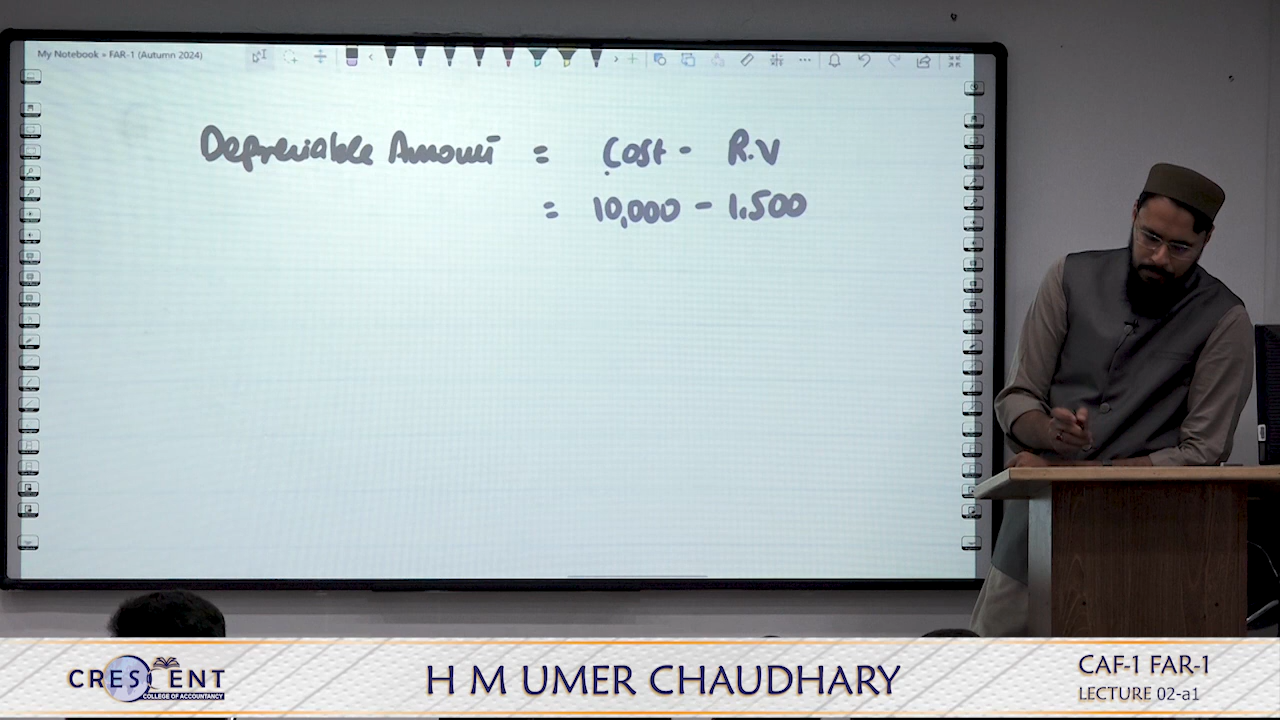 My Notebook » FAR-1 (Autumn 2024)
Depreciable Amount = Cost - R.V
= 10,000 - 1,500
CRESCENT
COLLEGE OF ACCOUNTANCY
H M UMER CHAUDHARY
CAF-1 FAR-1
LECTURE 02-a1